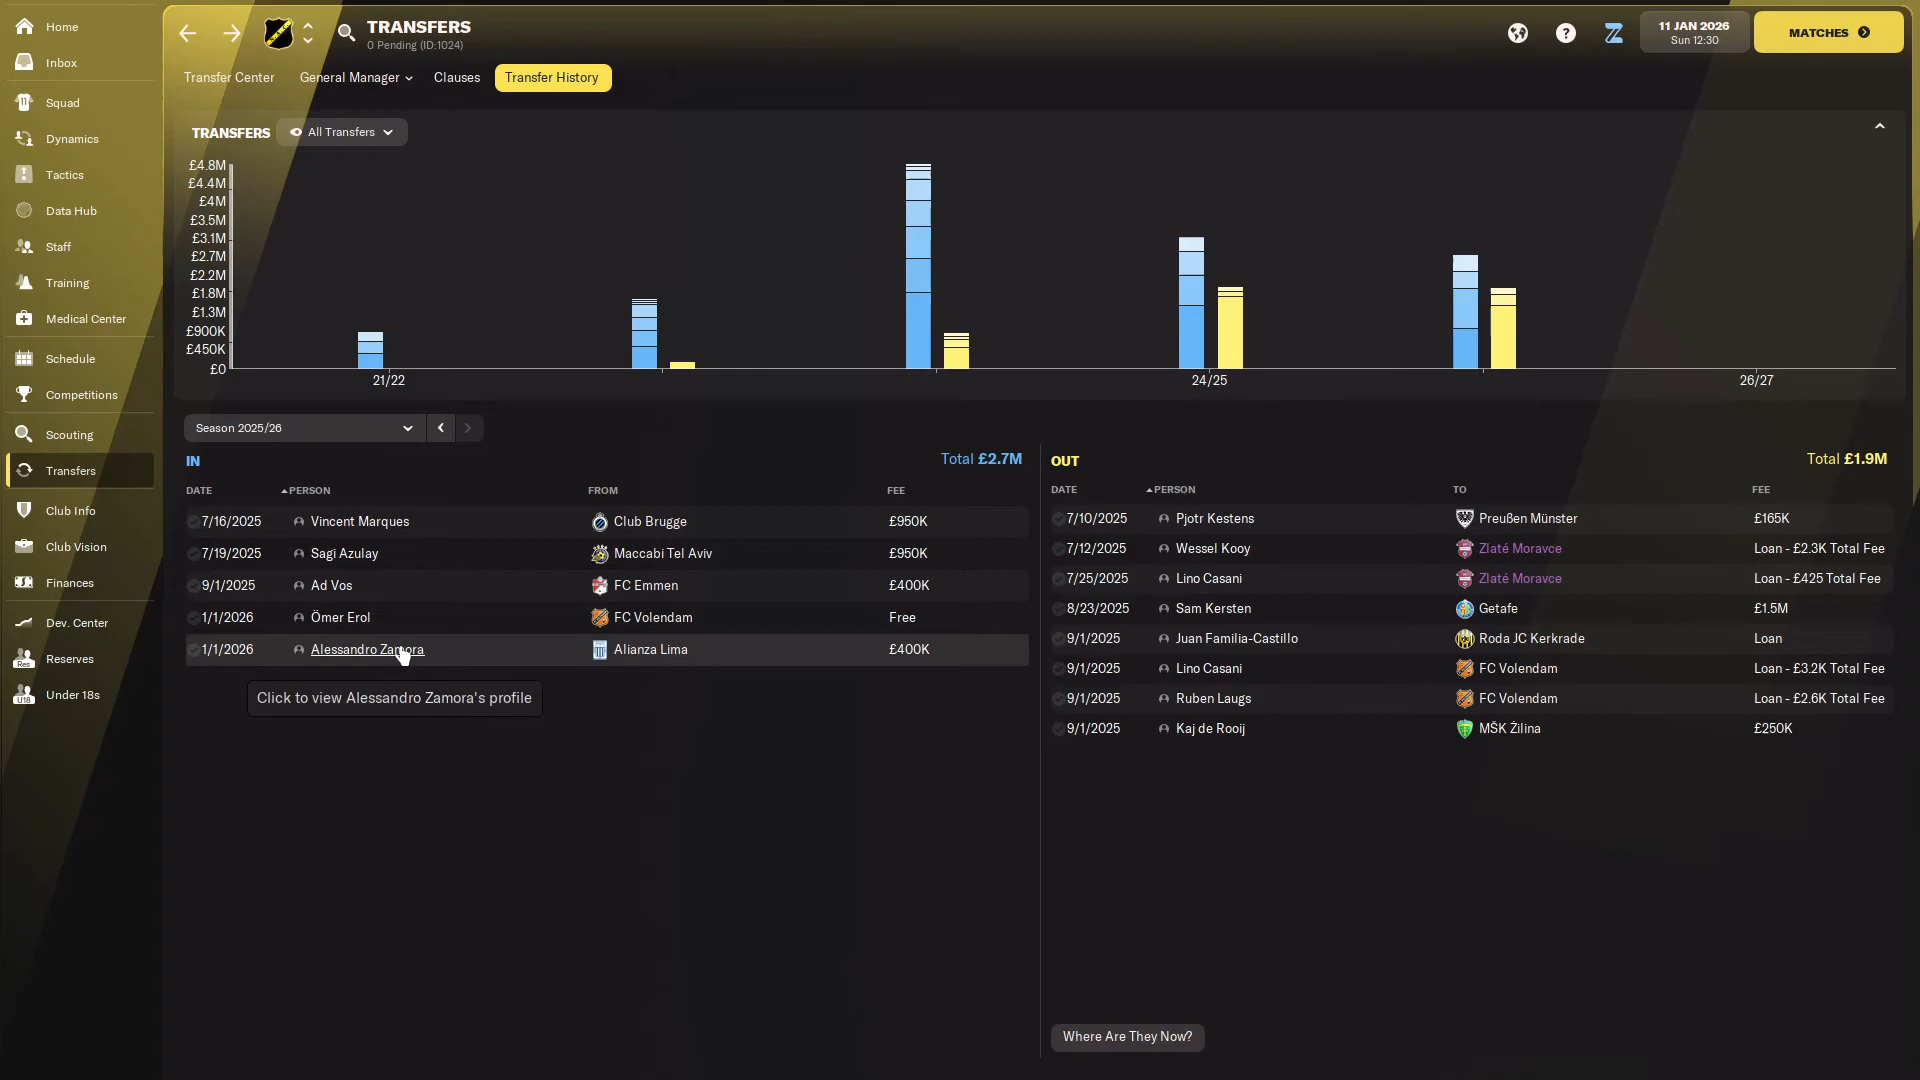 Home
Inbox
Squad
Dynamics
Tactics
Data Hub
Staff
Training
Medical Center
Schedule
Competitions
Scouting
Transfers
Club Info
Club Vision
Finances
Dev. Center
Res
Reserves
U18
Under 18s
TRANSFERS
0 Pending (ID:1024)
11 JAN 2026
Sun 12:30
MATCHES
Transfer Center
General Manager
Clauses
Transfer History
TRANSFERS
All Transfers
£4.8M
£4.4M
£4M
£3.5M
£3.1M
£2.7M
£2.2M
£1.8M
£1.3M
£900K
£450K
£0
21/22
24/25
26/27
Season 2025/26
IN
Total £2.7M
DATE PERSON FROM FEE
7/16/2025 Vincent Marques Club Brugge £950K
7/19/2025 Sagi Azulay Maccabi Tel Aviv £950K
9/1/2025 Ad Vos FC Emmen £400K
1/1/2026 Ömer Erol FC Volendam Free
1/1/2026 Alessandro Zamora Alianza Lima £400K
Click to view Alessandro Zamora's profile
OUT
Total £1.9M
DATE PERSON TO FEE
7/10/2025 Pjotr Kestens Preußen Münster £165K
7/12/2025 Wessel Kooy Zlaté Moravce Loan - £2.3K Total Fee
7/25/2025 Lino Casani Zlaté Moravce Loan - £425 Total Fee
8/23/2025 Sam Kersten Getafe £1.5M
9/1/2025 Juan Familia-Castillo Roda JC Kerkrade Loan
9/1/2025 Lino Casani FC Volendam Loan - £3.2K Total Fee
9/1/2025 Ruben Laugs FC Volendam Loan - £2.6K Total Fee
9/1/2025 Kaj de Rooij MŠK Žilina £250K
Where Are They Now?